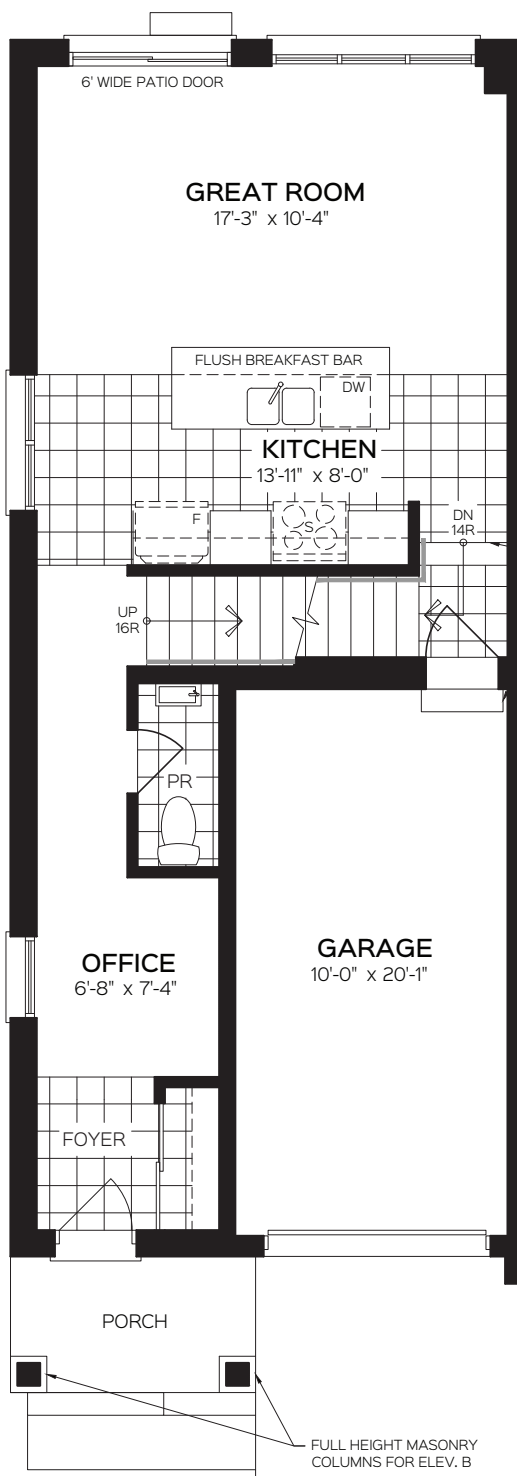 6' WIDE PATIO DOOR
GREAT ROOM
17'-3" x 10'-4"
FLUSH BREAKFAST BAR
DW
KITCHEN
13'-11" x 8'-0"
F
S
DN
14R
UP
16R
PR
OFFICE
6'-8" x 7'-4"
GARAGE
10'-0" x 20'-1"
FOYER
PORCH
FULL HEIGHT MASONRY
COLUMNS FOR ELEV. B